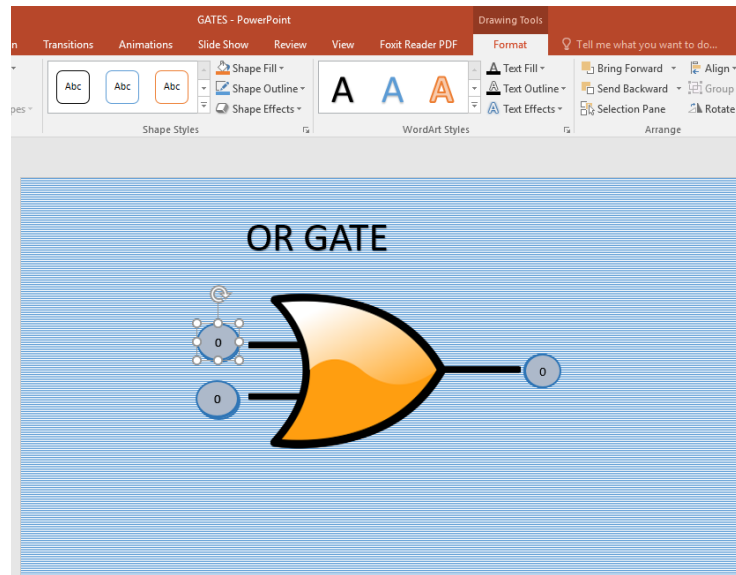 GATES - PowerPoint
Drawing Tools
n Transitions Animations Slide Show Review View Foxit Reader PDF Format Tell me what you want to do...
Abc Abc Abc
Shape Fill
Shape Outline
Shape Effects
A A A
A Text Fill
A Text Outline
A Text Effects
Bring Forward
Send Backward
Selection Pane
Align
Group
Rotate
pes
Shape Styles
WordArt Styles
Arrange
OR GATE
0
0
0